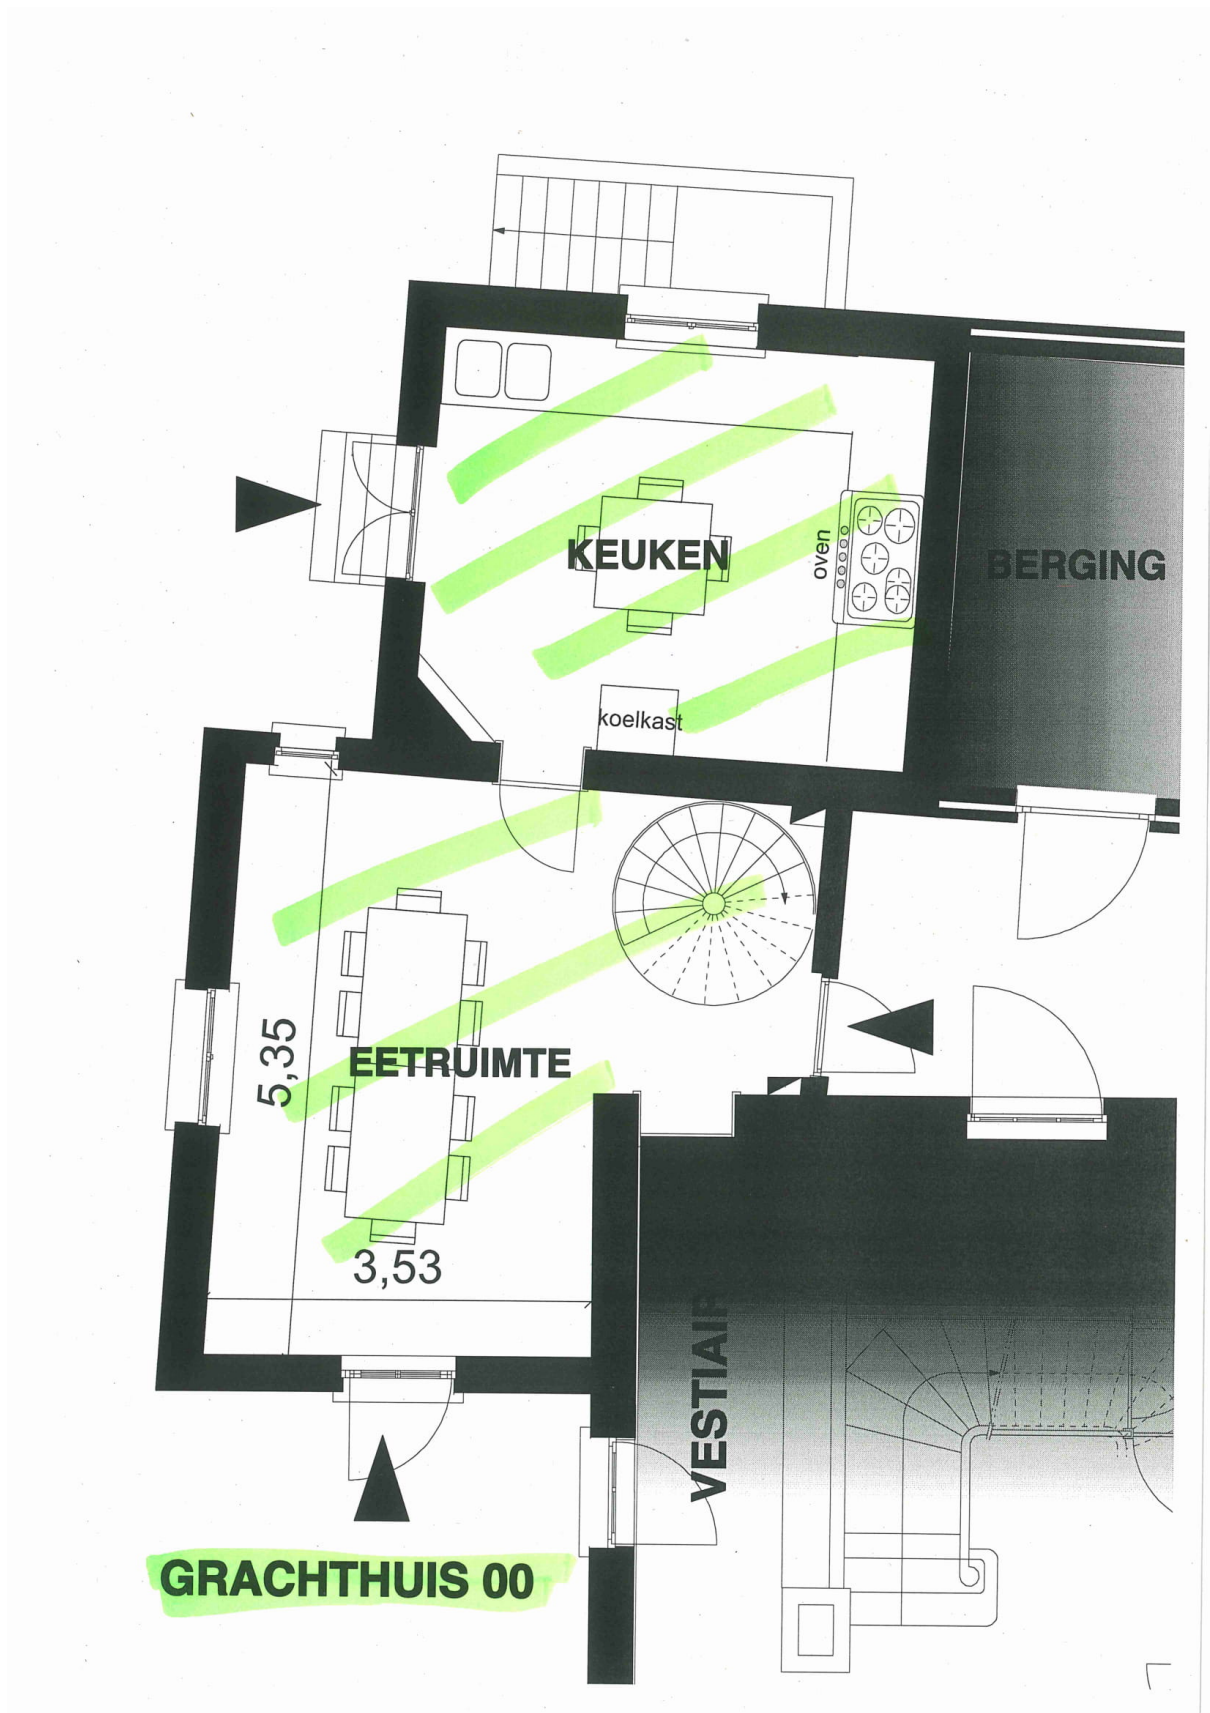 KEUKEN
oven
BERGING
koelkast
5,35
EETRUIMTE
3,53
VESTIAIR
GRACHTHUIS 00